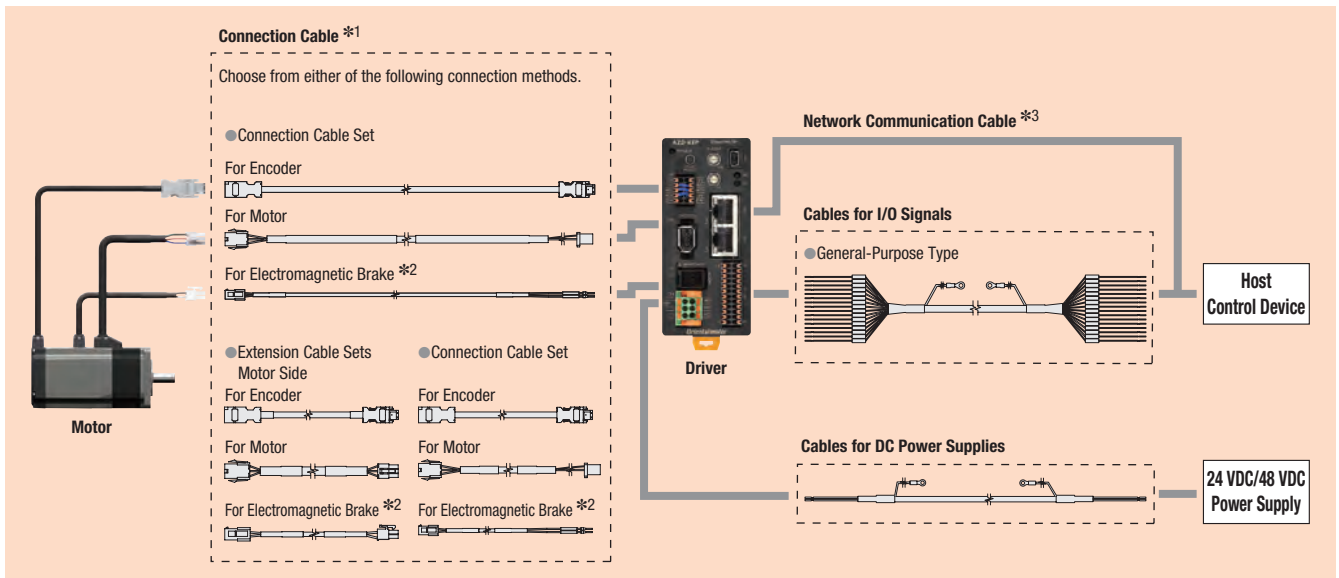 Connection Cable *1
Choose from either of the following connection methods.
●Connection Cable Set
For Encoder
For Motor
For Electromagnetic Brake *2
●Extension Cable Sets
Motor Side
For Encoder
For Motor
For Electromagnetic Brake *2
●Connection Cable Set
For Encoder
For Motor
For Electromagnetic Brake *2
Motor
AZD-KEP
Driver
Network Communication Cable *3
Cables for I/O Signals
●General-Purpose Type
Host
Control Device
Cables for DC Power Supplies
24 VDC/48 VDC
Power Supply